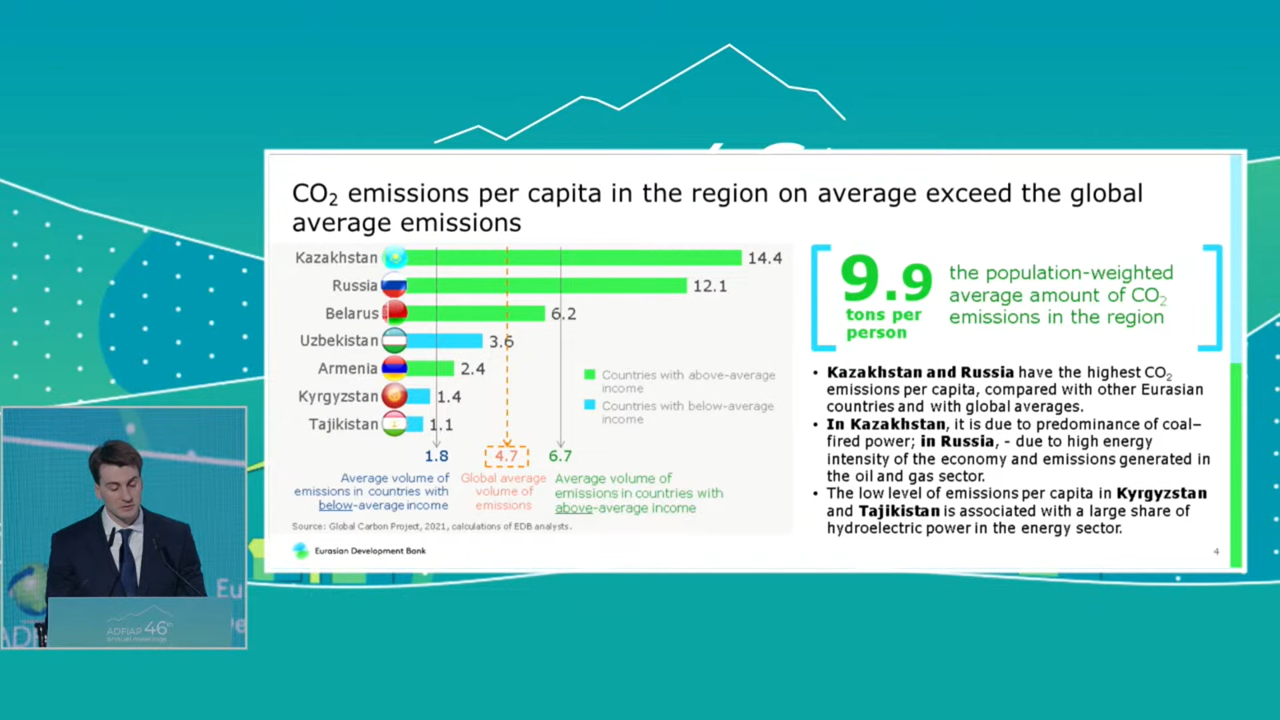 CO₂ emissions per capita in the region on average exceed the global
average emissions
Kazakhstan 14.4
Russia 12.1
Belarus 6.2
Uzbekistan 3.6
Armenia 2.4
Kyrgyzstan 1.4
Tajikistan 1.1
Countries with above-average
income
Countries with below-average
income
1.8
Average volume of
emissions in countries with
below-average income
4.7
Global average
volume of
emissions
6.7
Average volume of
emissions in countries with
above-average income
Source: Global Carbon Project, 2021, calculations of EDB analysts.
Eurasian Development Bank
9.9
tons per
person
the population-weighted
average amount of CO₂
emissions in the region
• Kazakhstan and Russia have the highest CO₂
emissions per capita, compared with other Eurasian
countries and with global averages.
• In Kazakhstan, it is due to predominance of coal–
fired power; in Russia, - due to high energy
intensity of the economy and emissions generated in
the oil and gas sector.
• The low level of emissions per capita in Kyrgyzstan
and Tajikistan is associated with a large share of
hydroelectric power in the energy sector.
4
Eu
De
ADFIAP 46th
annual meetings